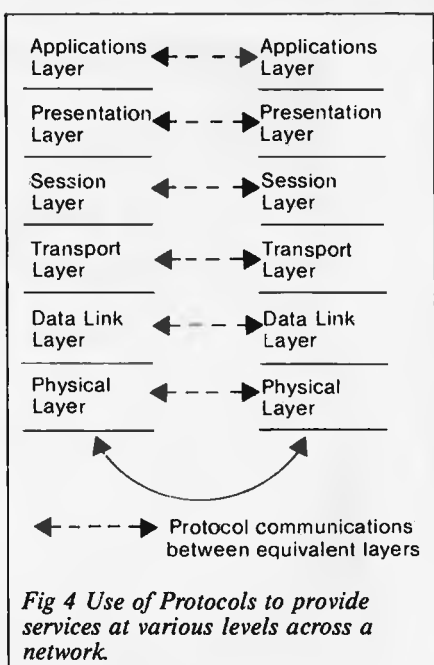 Applications Applications
Layer Layer
Presentation Presentation
Layer Layer
Session Session
Layer Layer
Transport Transport
Layer Layer
Data Link Data Link
Layer Layer
Physical Physical
Layer Layer
Protocol communications
between equivalent layers
Fig 4 Use of Protocols to provide
services at various levels across a
network.